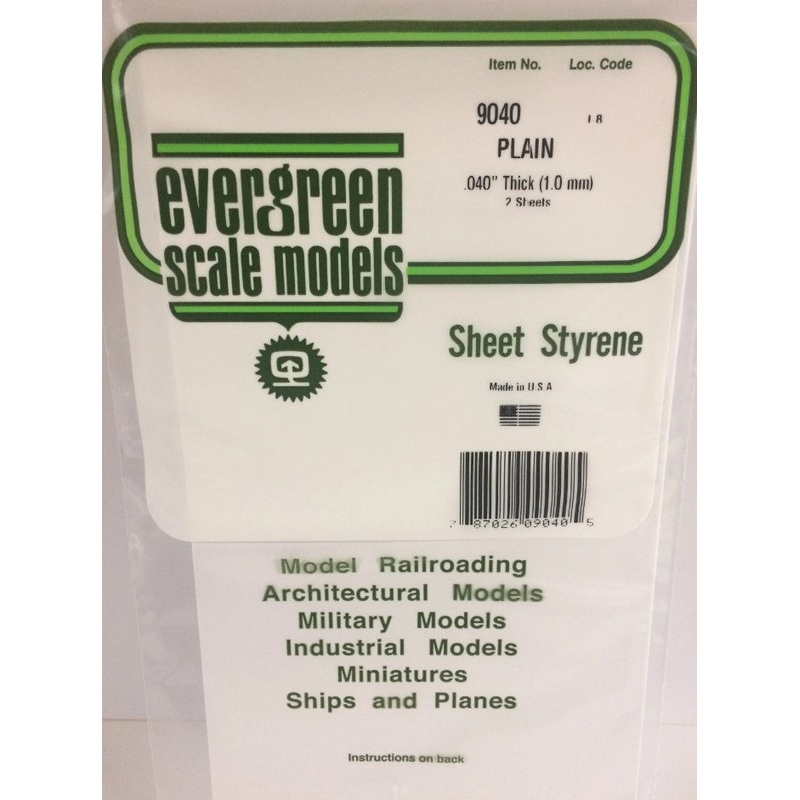 Item No. Loc. Code
9040 18
PLAIN
.040" Thick (1.0 mm)
2 Sheets
evergreen
scale models
Sheet Styrene
Made in U S A
7 87026 09040 5
Model Railroading
Architectural Models
Military Models
Industrial Models
Miniatures
Ships and Planes
Instructions on back